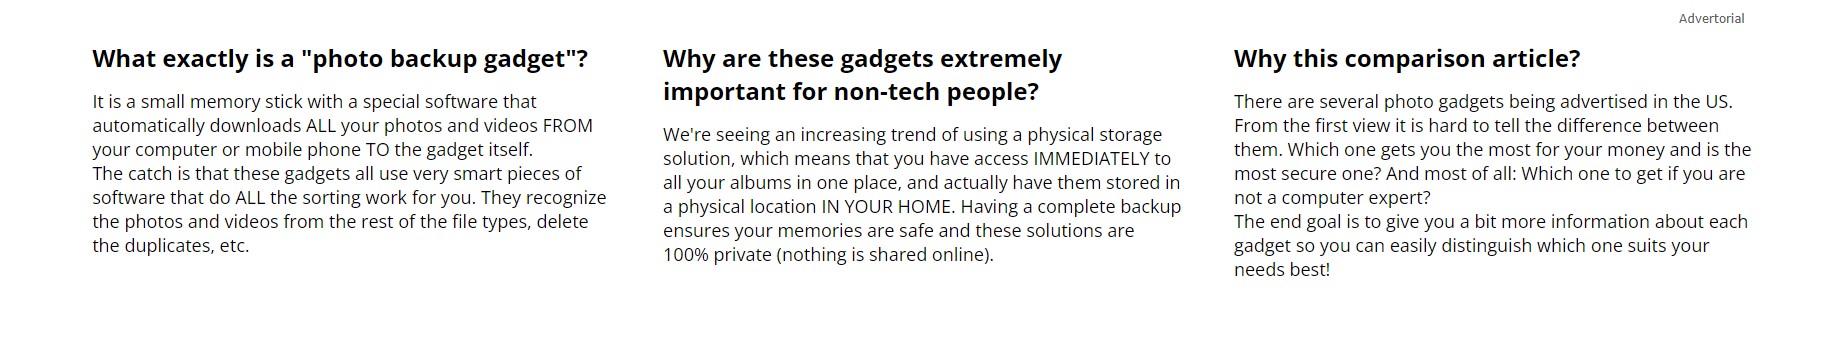 Advertorial
What exactly is a "photo backup gadget"?
It is a small memory stick with a special software that
automatically downloads ALL your photos and videos FROM
your computer or mobile phone TO the gadget itself.
The catch is that these gadgets all use very smart pieces of
software that do ALL the sorting work for you. They recognize
the photos and videos from the rest of the file types, delete
the duplicates, etc.
Why are these gadgets extremely
important for non-tech people?
We're seeing an increasing trend of using a physical storage
solution, which means that you have access IMMEDIATELY to
all your albums in one place, and actually have them stored in
a physical location IN YOUR HOME. Having a complete backup
ensures your memories are safe and these solutions are
100% private (nothing is shared online).
Why this comparison article?
There are several photo gadgets being advertised in the US.
From the first view it is hard to tell the difference between
them. Which one gets you the most for your money and is the
most secure one? And most of all: Which one to get if you are
not a computer expert?
The end goal is to give you a bit more information about each
gadget so you can easily distinguish which one suits your
needs best!